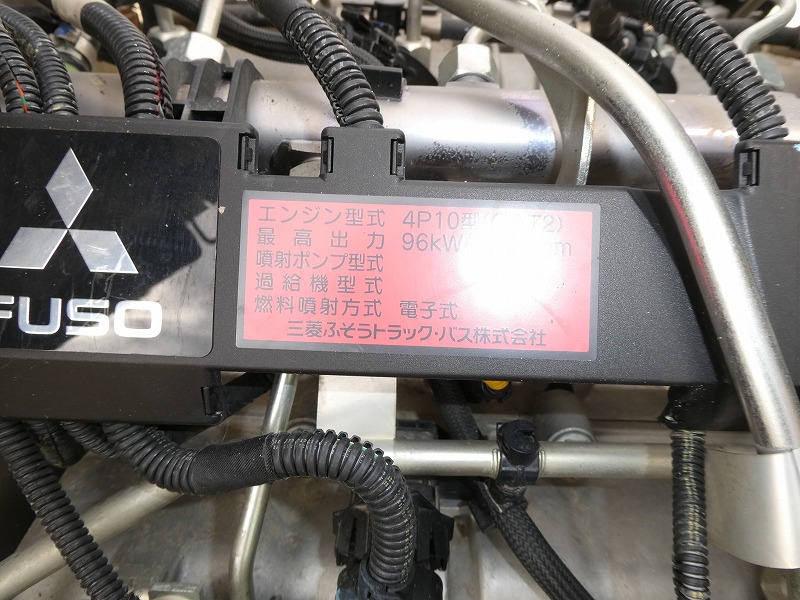 FUSO
エンジン型式 4P10型
最高出力 96kW
噴射ポンプ型式
過給機型式
燃料噴射方式 電子式
三菱ふそうトラック・バス株式会社